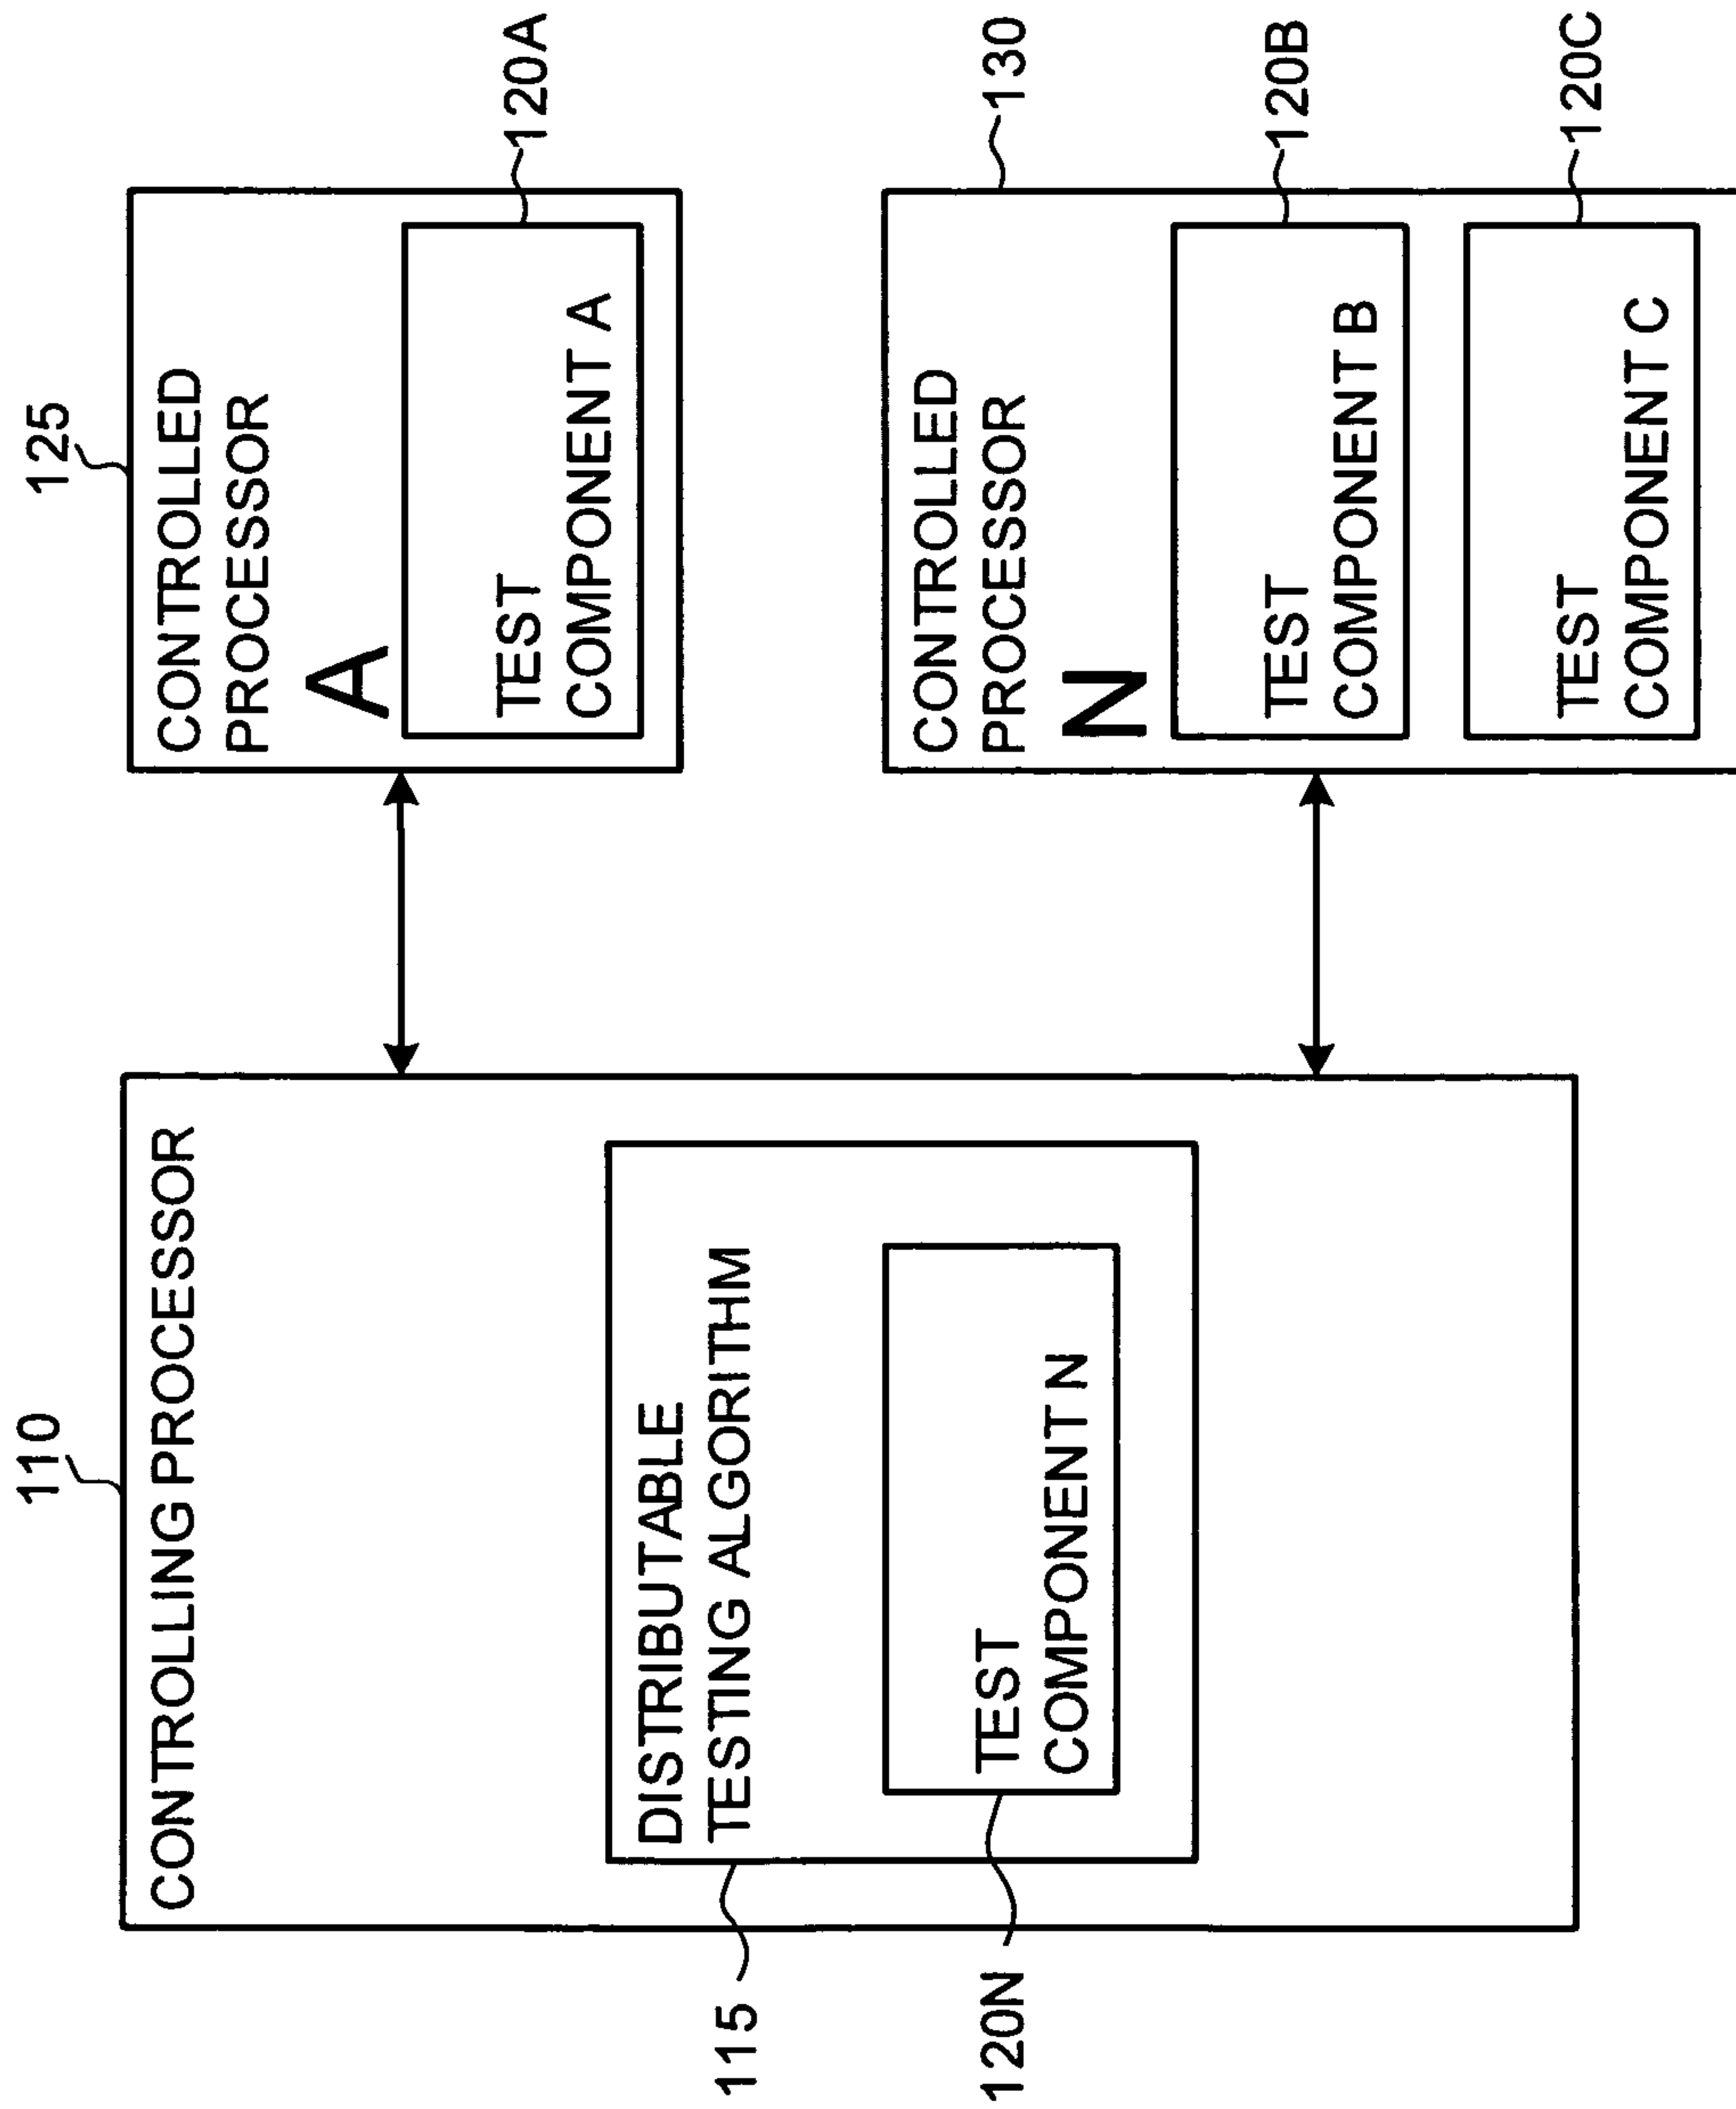 110
CONTROLLING PROCESSOR
DISTRIBUTABLE
TESTING ALGORITHM
TEST
COMPONENT N
115
120N
125
CONTROLLED
PROCESSOR
A
TEST
COMPONENT A
120A
CONTROLLED
PROCESSOR
N
130
TEST
COMPONENT B
120B
TEST
COMPONENT C
120C